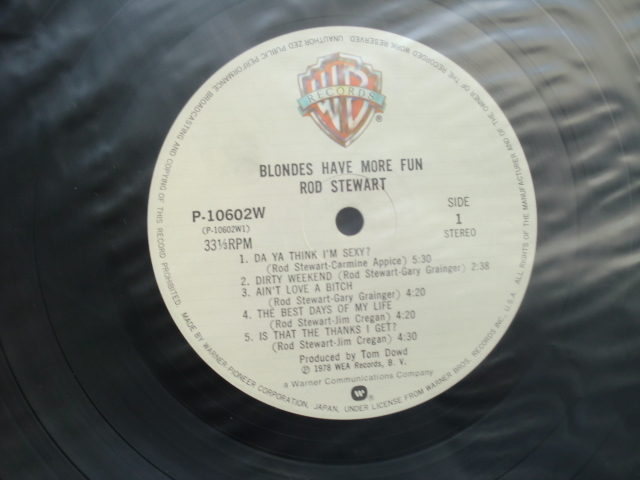 WB
RECORDS
®
BLONDES HAVE MORE FUN
ROD STEWART
P-10602W
(P-10602W1)
33⅓RPM
SIDE
1
STEREO
1. DA YA THINK I'M SEXY?
(Rod Stewart-Carmine Appice) 5:30
2. DIRTY WEEKEND (Rod Stewart-Gary Grainger) 2:38
3. AIN'T LOVE A BITCH
(Rod Stewart-Gary Grainger) 4:20
4. THE BEST DAYS OF MY LIFE
(Rod Stewart-Jim Cregan) 4:20
5. IS THAT THE THANKS I GET?
(Rod Stewart-Jim Cregan) 4:30
Produced by Tom Dowd
℗ 1978 WEA Records, B. V.
a Warner Communications Company
MADE BY WARNER PIONEER CORPORATION, JAPAN, UNDER LICENSE FROM WARNER BROS. RECORDS INC., U.S.A. ALL RIGHTS OF THE MANUFACTURER AND OF THE OWNER OF THE RECORDED WORK RESERVED. UNAUTHORIZED PUBLIC PERFORMANCE BROADCASTING AND COPYING OF THIS RECORD PROHIBITED.